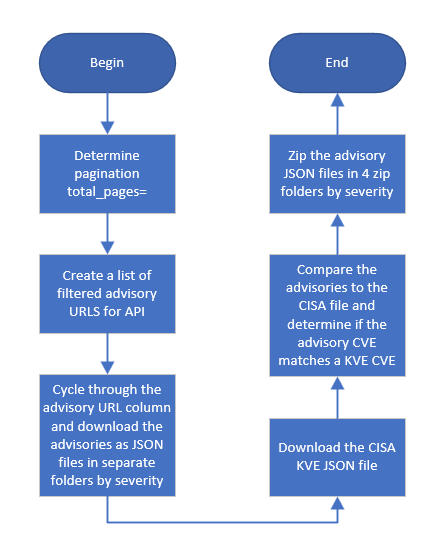 Begin
Determine
pagination
total_pages=
Create a list of
filtered advisory
URLS for API
Cycle through the
advisory URL column
and download the
advisories as JSON
files in separate
folders by severity
Download the CISA
KVE JSON file
Compare the
advisories to the
CISA file and
determine if the
advisory CVE
matches a KVE CVE
Zip the advisory
JSON files in 4 zip
folders by severity
End